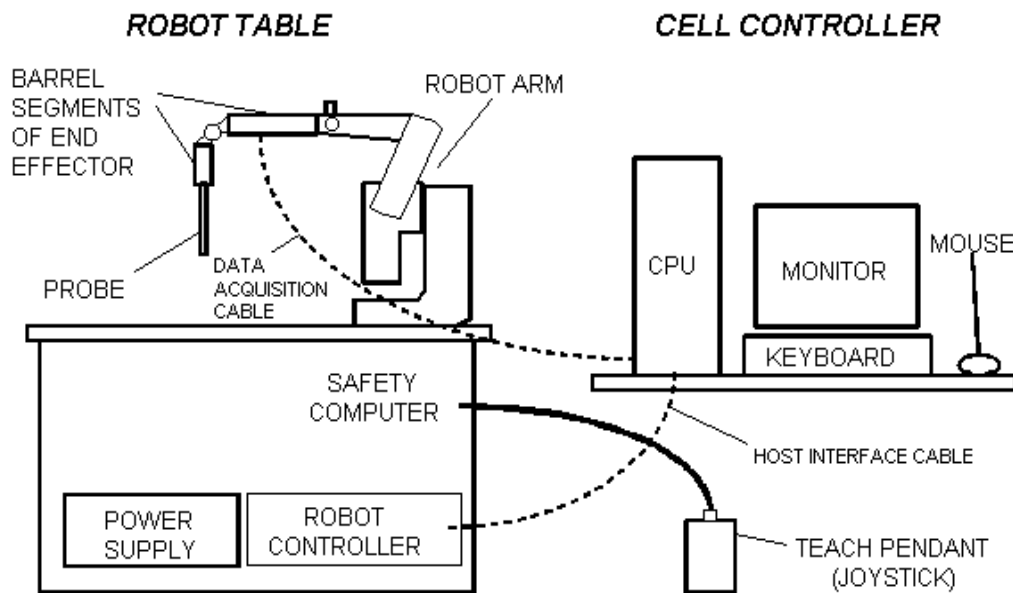 ROBOT TABLE
CELL CONTROLLER
BARREL
SEGMENTS
OF END
EFFECTOR
ROBOT ARM
PROBE
DATA
ACQUISITION
CABLE
CPU
MONITOR
MOUSE
KEYBOARD
SAFETY
COMPUTER
HOST INTERFACE CABLE
POWER
SUPPLY
ROBOT
CONTROLLER
TEACH PENDANT
(JOYSTICK)